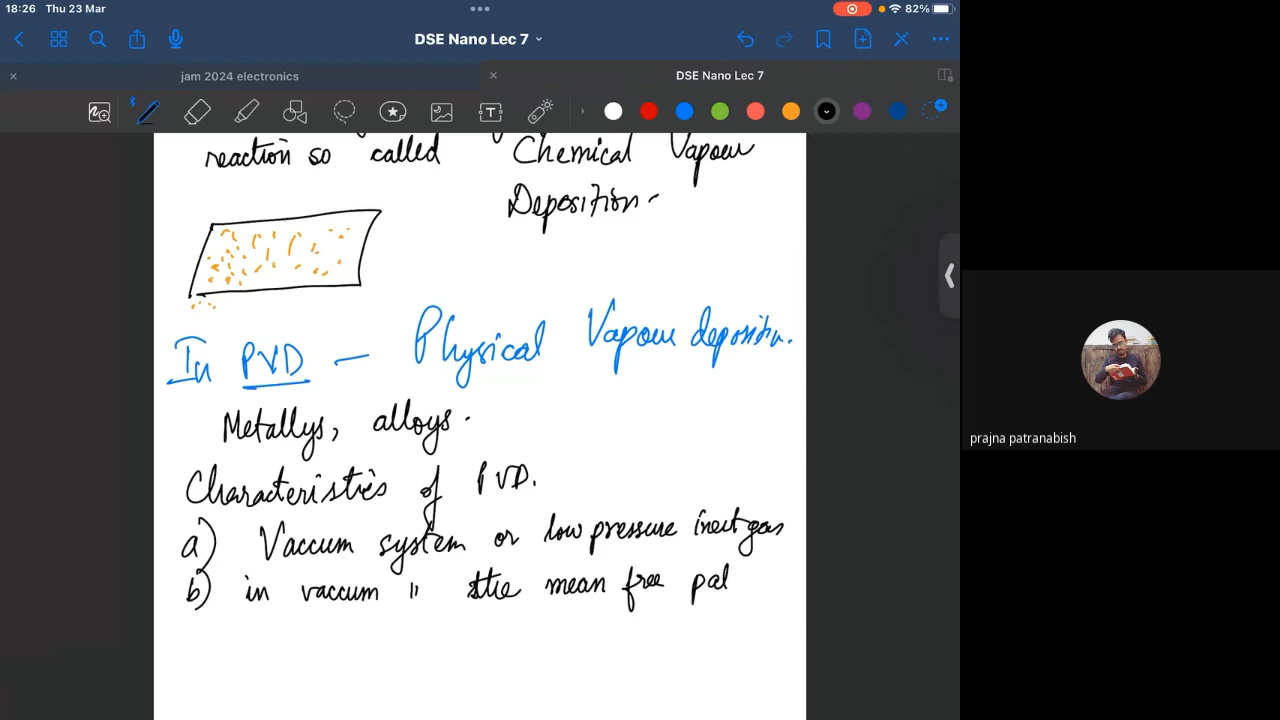 18:26 Thu 23 Mar
82%
DSE Nano Lec 7
jam 2024 electronics
DSE Nano Lec 7
reaction so called Chemical Vapour
Deposition -
In PVD - Physical Vapour deposition.
Metallys, alloys.
Characteristics of PVD.
a) Vaccum system or low pressure inert gas
b) in vaccum " the mean free pat
prajna patranabish